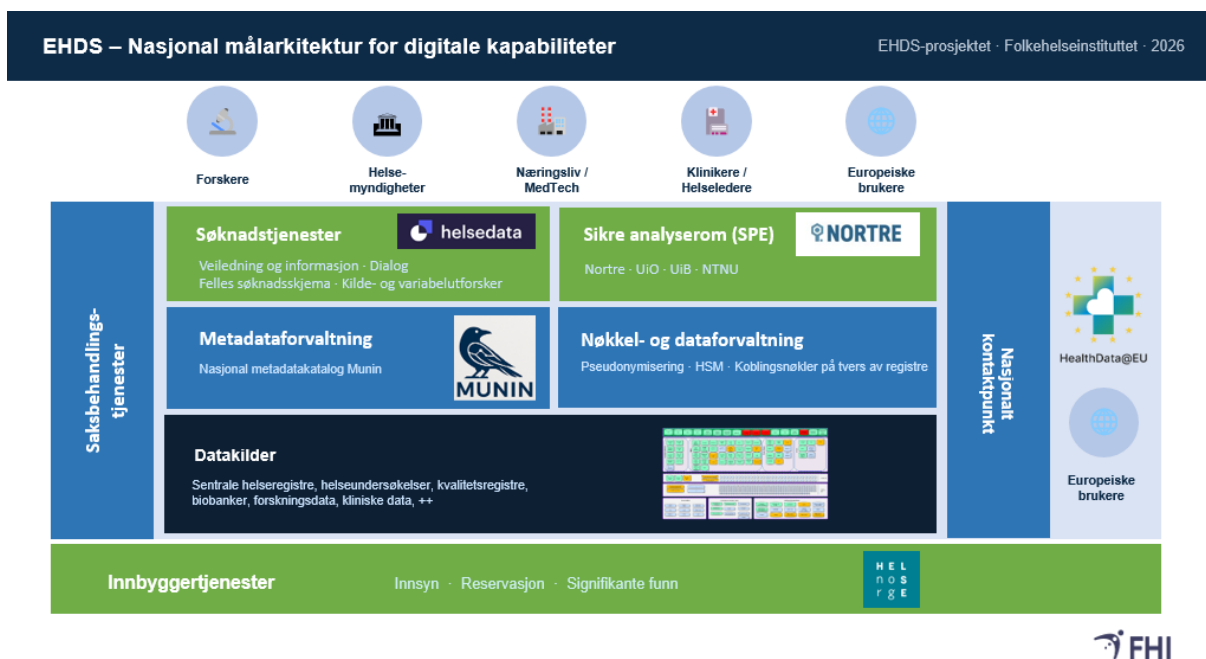 EHDS – Nasjonal målarkitektur for digitale kapabiliteter
EHDS-prosjektet · Folkehelseinstituttet · 2026
Forskere
Helse-
myndigheter
Næringsliv /
MedTech
Klinikere /
Helseledere
Europeiske
brukere
Saksbehandlings-
tjenester
Søknadstjenester
helsedata
Veiledning og informasjon · Dialog
Felles søknadsskjema · Kilde- og variabelutforsker
Sikre analyserom (SPE)
NORTRE
Nortre · UiO · UiB · NTNU
Metadataforvaltning
Nasjonal metadatakatalog Munin
MUNIN
Nøkkel- og dataforvaltning
Pseudonymisering · HSM · Koblingsnøkler på tvers av registre
Datakilder
Sentrale helseregistre, helseundersøkelser, kvalitetsregistre,
biobanker, forskningsdata, kliniske data, ++
Nasjonalt
kontaktpunkt
HealthData@EU
Europeiske
brukere
Innbyggertjenester
Innsyn · Reservasjon · Signifikante funn
HEL
noS
rgE
FHI